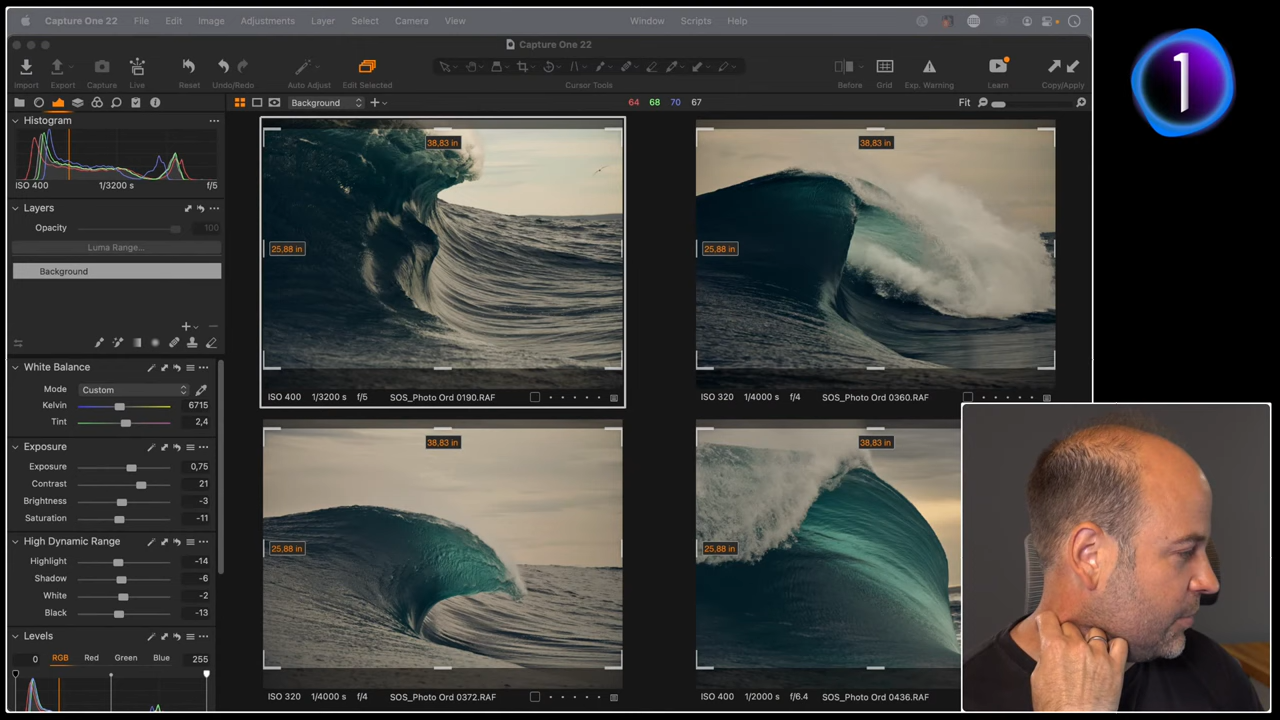 Capture One 22 File Edit Image Adjustments Layer Select Camera View Window Scripts Help
Capture One 22
Import Export Capture Live Reset Undo/Redo Auto Adjust Edit Selected Cursor Tools Before Grid Exp. Warning Learn Copy/Apply
Background 64 68 70 67 Fit
Histogram
ISO 400 1/3200 s f/5
Layers
Opacity 100
Luma Range...
Background
White Balance
Mode Custom
Kelvin 6715
Tint 2,4
Exposure
Exposure 0,75
Contrast 21
Brightness -3
Saturation -11
High Dynamic Range
Highlight -14
Shadow -6
White -2
Black -13
Levels
0 RGB Red Green Blue 255
38,83 in
25,88 in
ISO 400 1/3200 s f/5 SOS_Photo Ord 0190.RAF
38,83 in
25,88 in
ISO 320 1/4000 s f/4 SOS_Photo Ord 0360.RAF
38,83 in
25,88 in
ISO 320 1/4000 s f/4 SOS_Photo Ord 0372.RAF
38,83 in
25,88 in
ISO 400 1/2000 s f/6.4 SOS_Photo Ord 0436.RAF
1